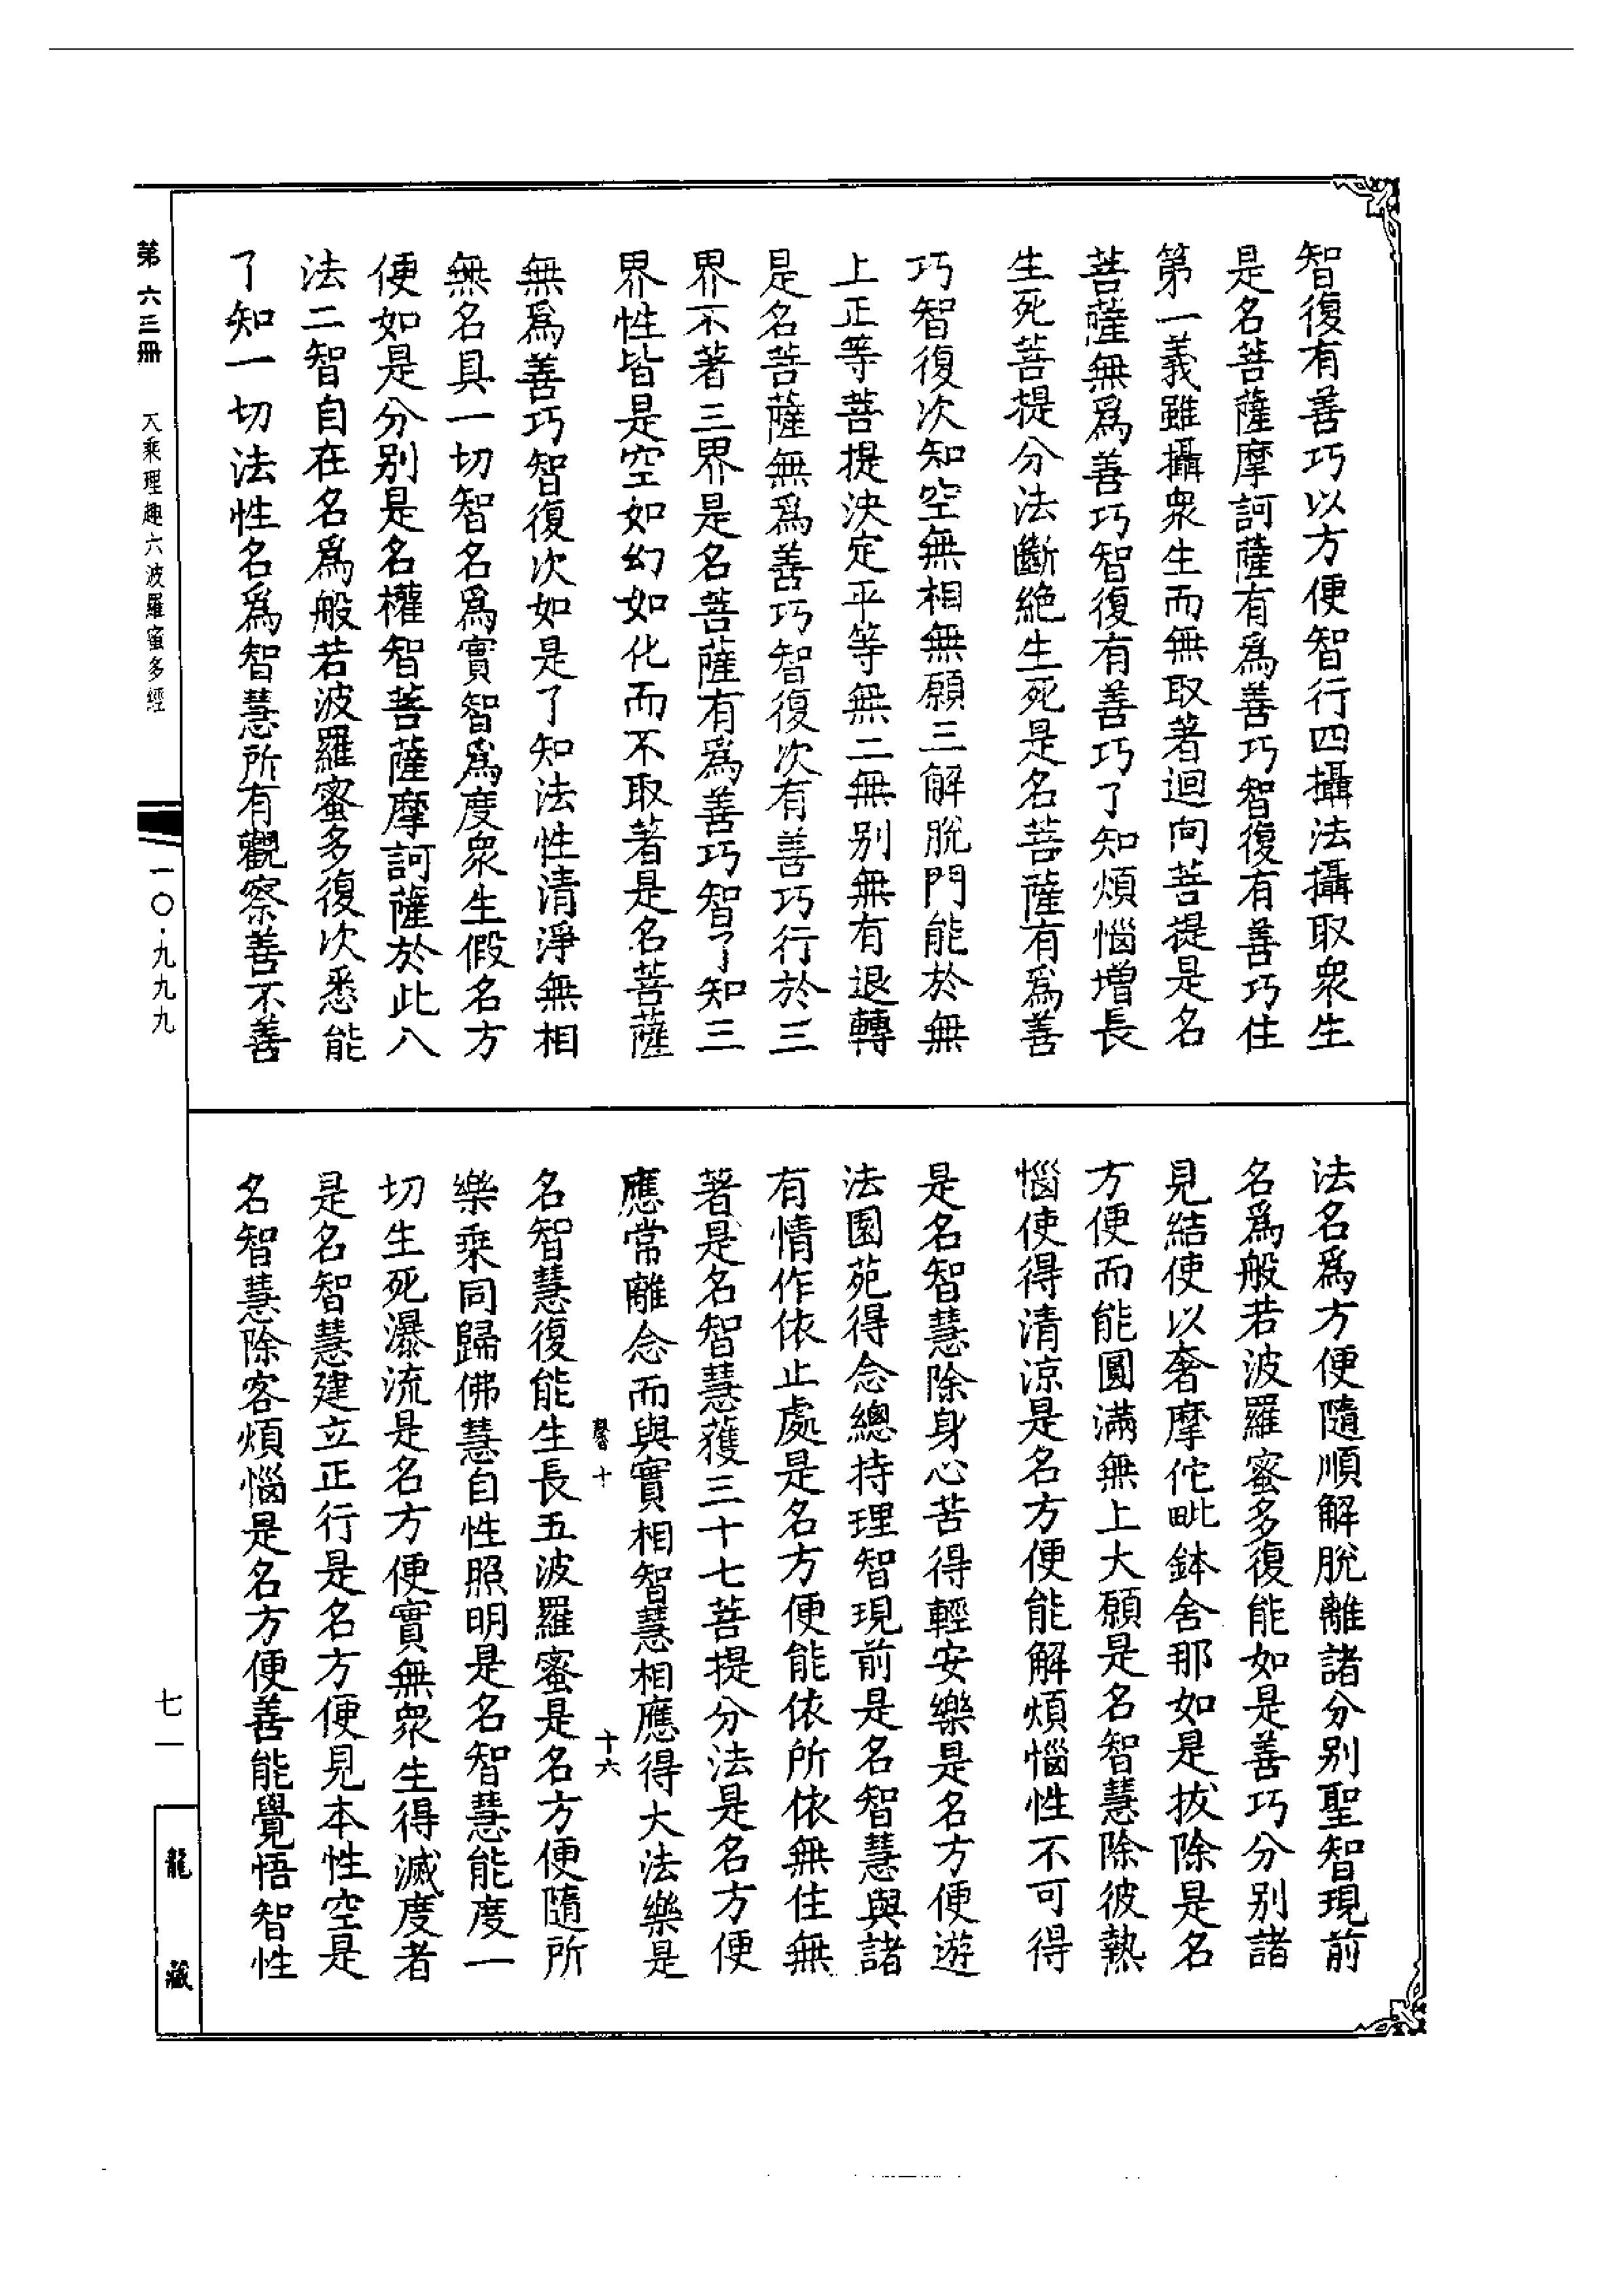 智復有善巧以方便智行四攝法攝取衆生
是名菩薩摩訶薩有爲善巧智復有善巧住
第一義雖攝衆生而無取著迴向菩提是名
菩薩無爲善巧智復有善巧了知煩惱增長
生死菩提分法斷絶生死是名菩薩有爲善
巧智復次知空無相無願三解脫門能於無
上正等菩提決定平等無二無别無有退轉
是名菩薩無爲善巧智復次有善巧行於三
界不著三界是名菩薩有爲善巧智了知三
界性皆是空如幻如化而不取著是名菩薩
無爲善巧智復次如是了知法性清淨無相
無名具一切智名爲實智爲度衆生假名方
便如是分别是名權智菩薩摩訶薩於此八
法二智自在名爲般若波羅蜜多復次悉能
了知一切法性名爲智慧所有觀察善不善
法名爲方便隨順解脫離諸分别聖智現前
名爲般若波羅蜜多復能如是善巧分别諸
見結使以奢摩佗毗鉢舍那如是拔除是名
方便而能圓滿無上大願是名智慧除彼熱
惱使得清涼是名方便能解煩惱性不可得
是名智慧除身心苦得輕安樂是名方便遊
法園苑得念總持理智現前是名智慧與諸
有情作依止處是名方便能依所依無住無
著是名智慧獲三十七菩提分法是名方便
應常離念而與實相智慧相應得大法樂是
馨十 十六
名智慧復能生長五波羅蜜是名方便隨所
樂乘同歸佛慧自性照明是名智慧能度一
切生死瀑流是名方便實無衆生得滅度者
是名智慧建立正行是名方便見本性空是
名智慧除客煩惱是名方便善能覺悟智性
第六三册 大乘理趣六波羅蜜多經
一〇·九九九
七一
龍藏